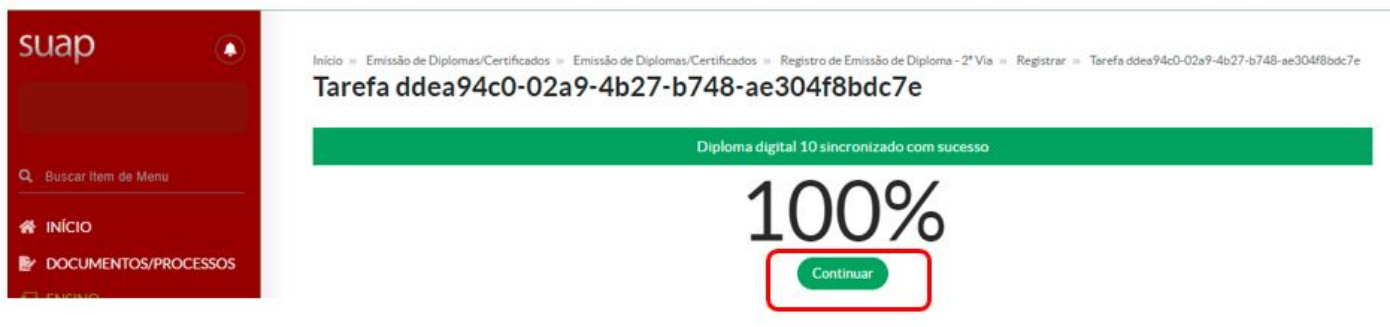 suap
Início » Emissão de Diplomas/Certificados » Emissão de Diplomas/Certificados » Registro de Emissão de Diploma - 2ª Via » Registrar » Tarefa ddea94c0-02a9-4b27-b748-ae304f8bdc7e
Tarefa ddea94c0-02a9-4b27-b748-ae304f8bdc7e
Diploma digital 10 sincronizado com sucesso
100%
Continuar
Buscar Item de Menu
INÍCIO
DOCUMENTOS/PROCESSOS
ENSINO